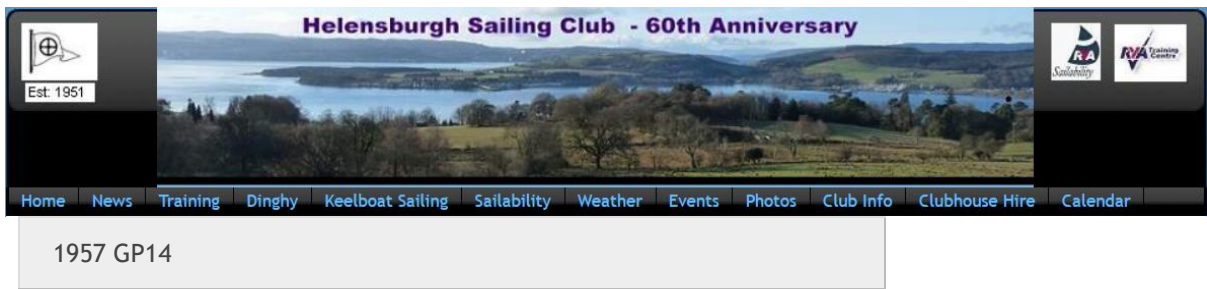 Helensburgh Sailing Club - 60th Anniversary
Est: 1951
RYA
Sailability
RYA Training Centre
Home News Training Dinghy Keelboat Sailing Sailability Weather Events Photos Club Info Clubhouse Hire Calendar
1957 GP14